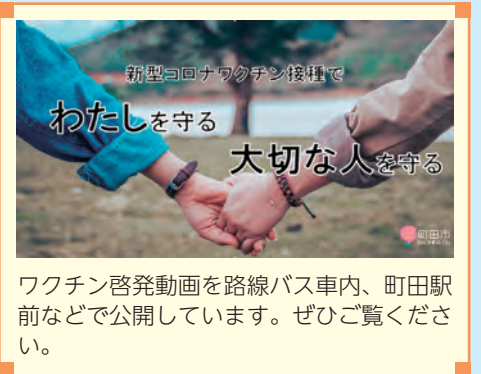 新型コロナワクチン接種で
わたしを守る
大切な人を守る
町田市
ワクチン啓発動画を路線バス車内、町田駅
前などで公開しています。ぜひご覧くださ
い。